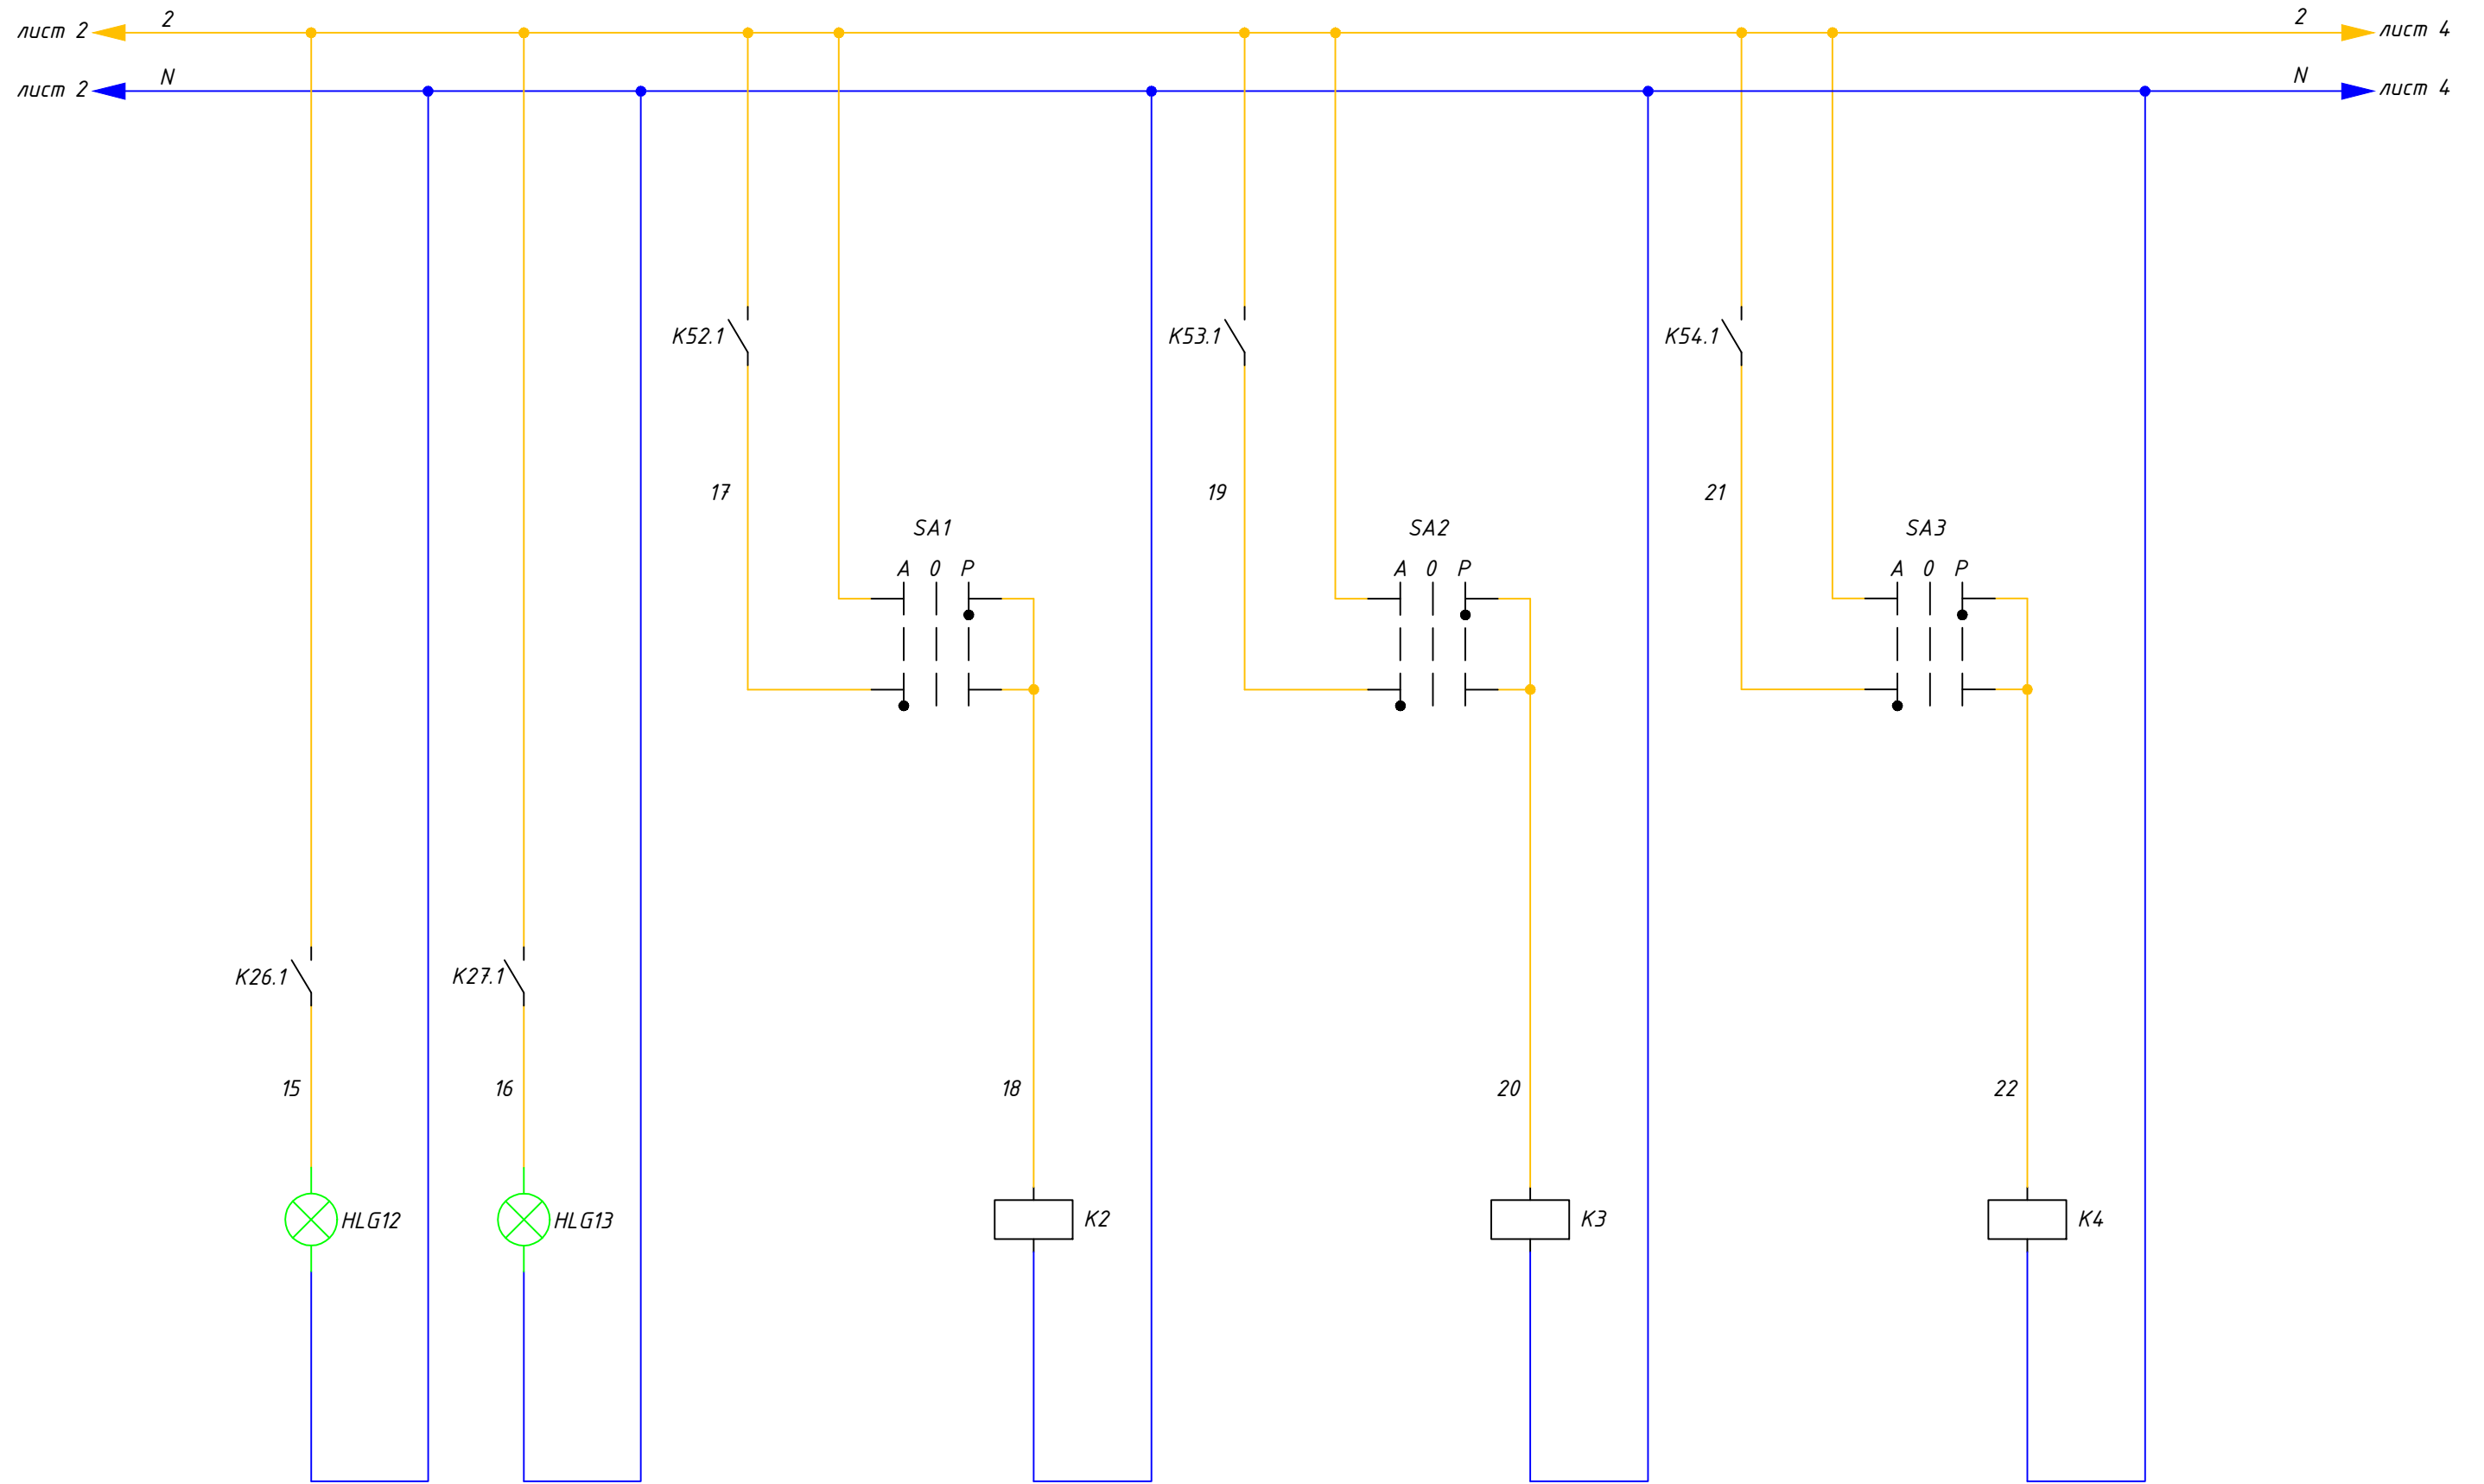 лист 2 2 2 лист 4
лист 2 N N лист 4
K52.1 K53.1 K54.1
17 19 21
SA1 SA2 SA3
A 0 P A 0 P A 0 P
K26.1 K27.1
15 16 18 20 22
HLG12 HLG13 K2 K3 K4